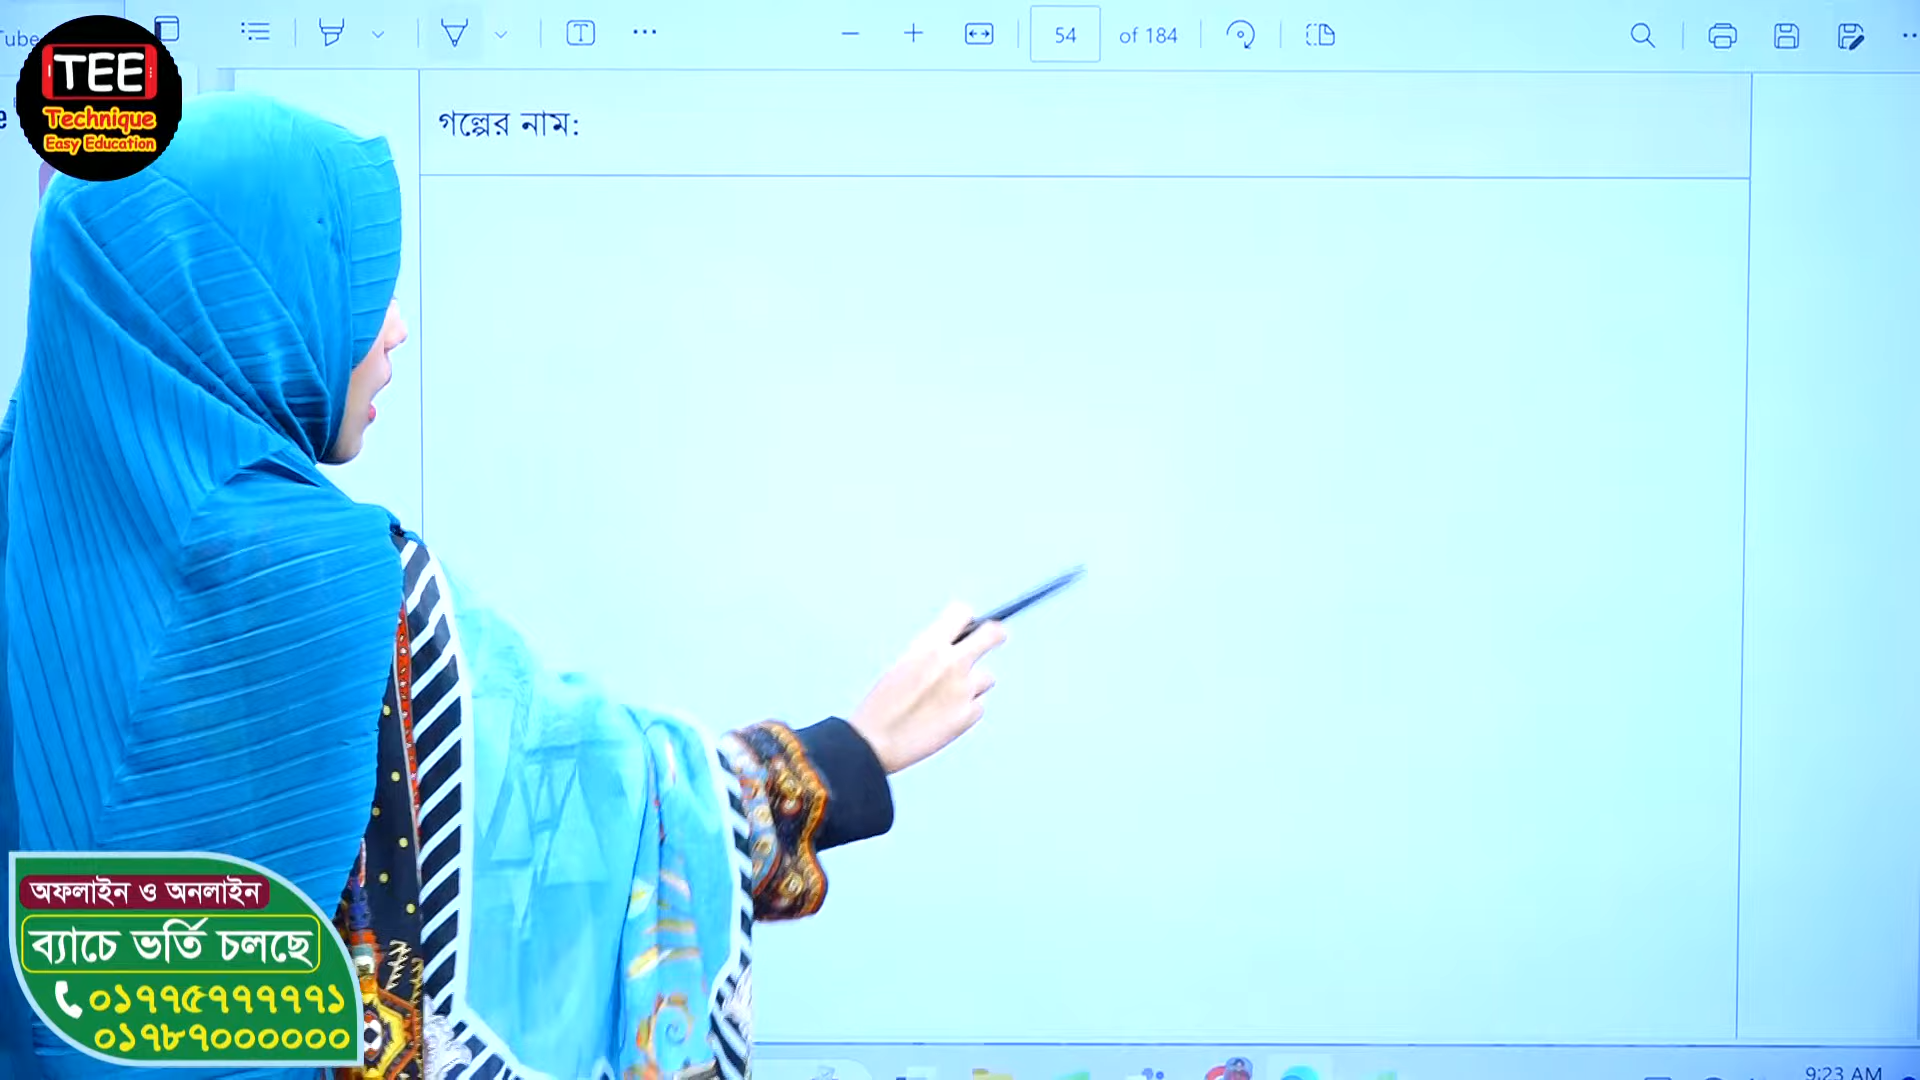 54 of 184
TEE
Technique
Easy Education
গল্পের নাম:
অফলাইন ও অনলাইন
ব্যাচে ভর্তি চলছে
০১৭৭৫৭৭৭৭৭১
০১৭৮৭০০০০০০
9:23 AM